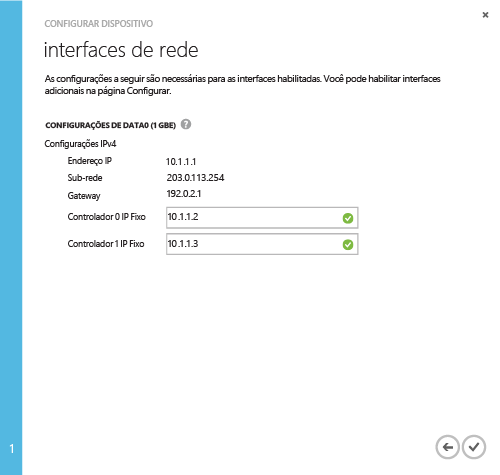 CONFIGURAR DISPOSITIVO
interfaces de rede
As configurações a seguir são necessárias para as interfaces habilitadas. Você pode habilitar interfaces
adicionais na página Configurar.
CONFIGURAÇÕES DE DATA0 (1 GBE) ?
Configurações IPv4
Endereço IP 10.1.1.1
Sub-rede 203.0.113.254
Gateway 192.0.2.1
Controlador 0 IP Fixo 10.1.1.2
Controlador 1 IP Fixo 10.1.1.3
1